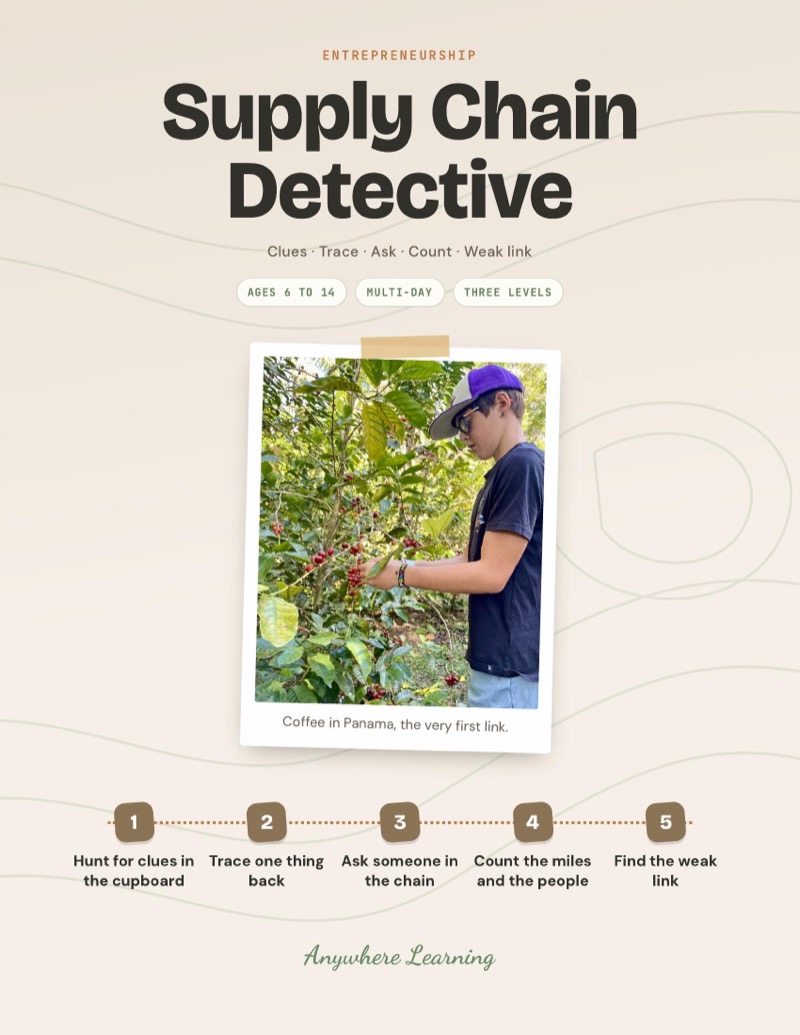 ENTREPRENEURSHIP
Supply Chain
Detective
Clues · Trace · Ask · Count · Weak link
AGES 6 TO 14
MULTI-DAY
THREE LEVELS
Coffee in Panama, the very first link.
1
Hunt for clues in
the cupboard
2
Trace one thing
back
3
Ask someone in
the chain
4
Count the miles
and the people
5
Find the weak
link
Anywhere Learning